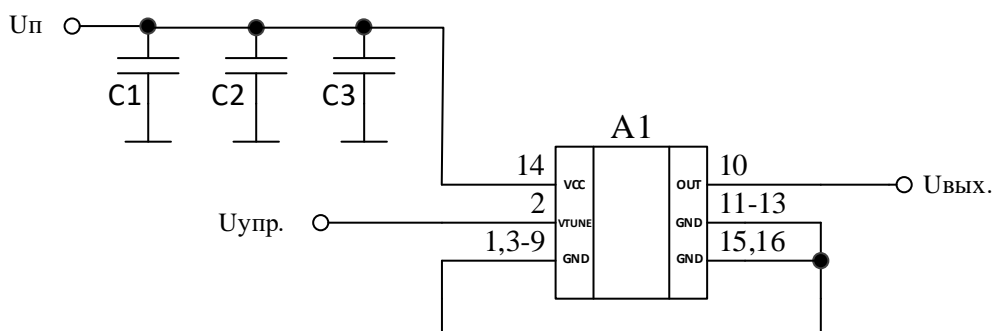 Uп
C1 C2 C3
A1
14 VCC OUT 10
Uвых.
Uупр. 2 VTUNE GND 11-13
1,3-9 GND GND 15,16